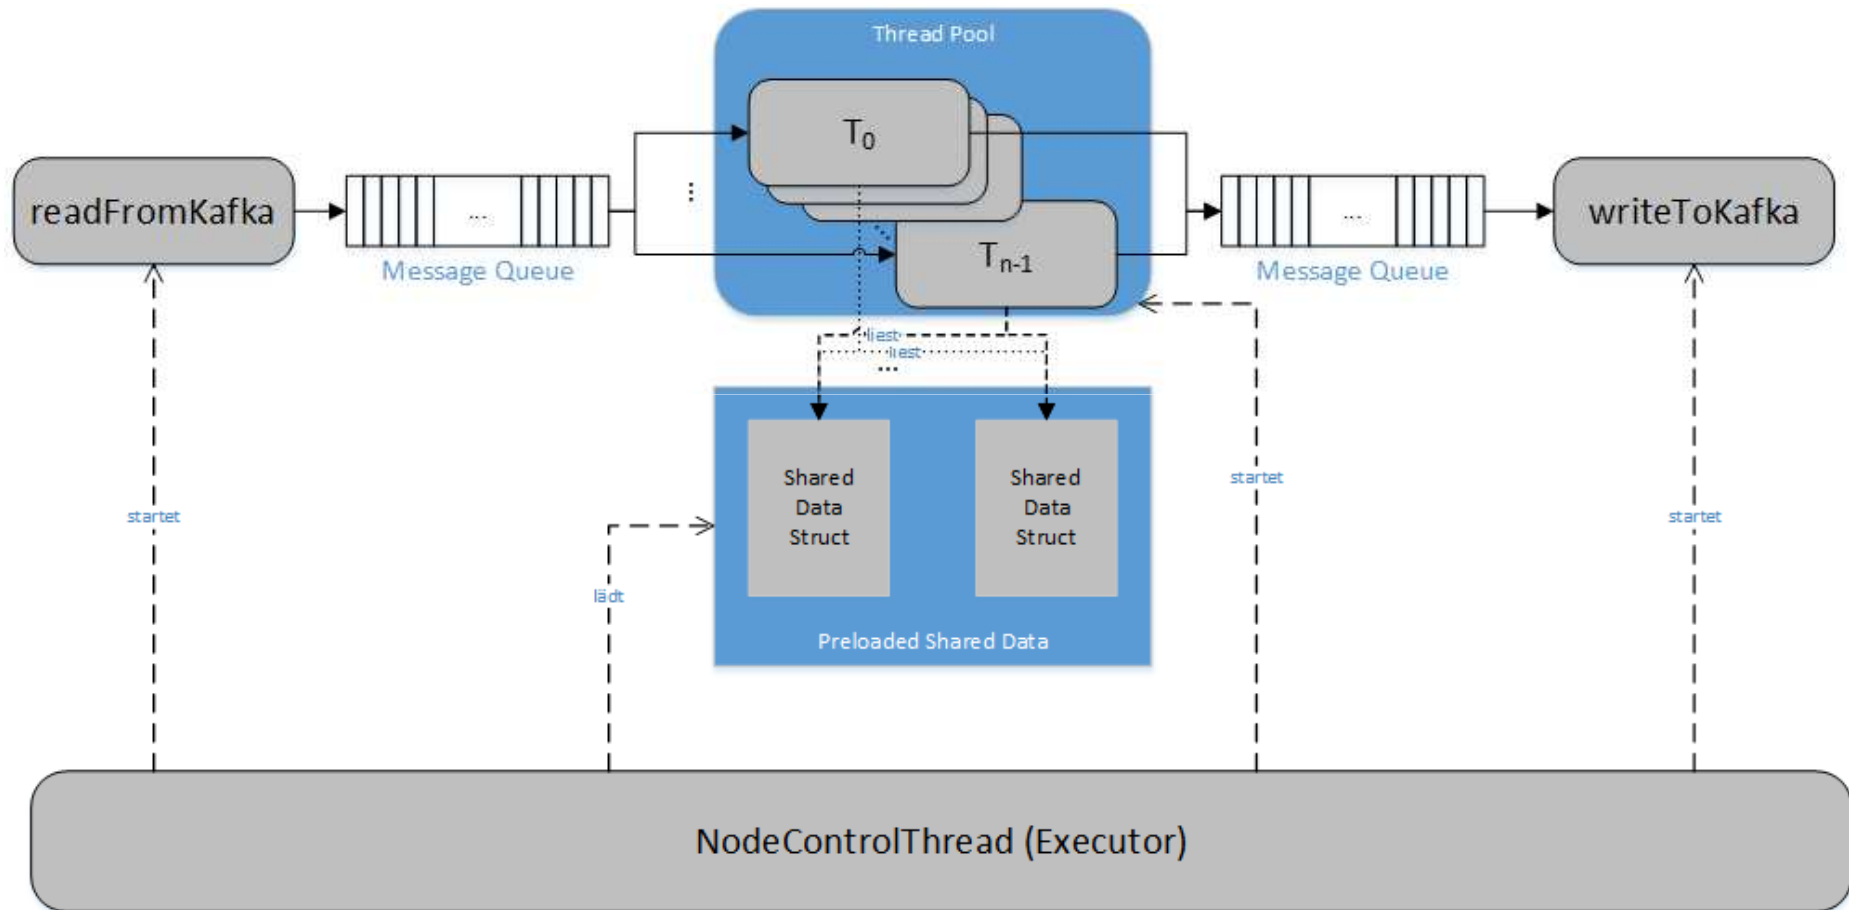 Thread Pool
T₀
readFromKafka
...
Message Queue
...
Tₙ₋₁
...
...
Message Queue
writeToKafka
liest
liest
...
Shared
Data
Struct
Shared
Data
Struct
startet
startet
startet
lädt
Preloaded Shared Data
NodeControlThread (Executor)